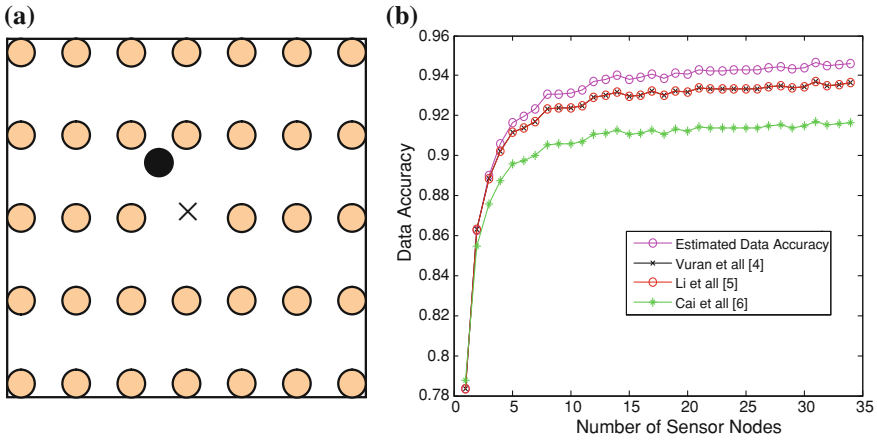 (a)
(b)
0.96
0.94
0.92
0.9
0.88
0.86
0.84
0.82
0.8
0.78
Data Accuracy
Estimated Data Accuracy
Vuran et all [4]
Li et all [5]
Cai et all [6]
0 5 10 15 20 25 30 35
Number of Sensor Nodes